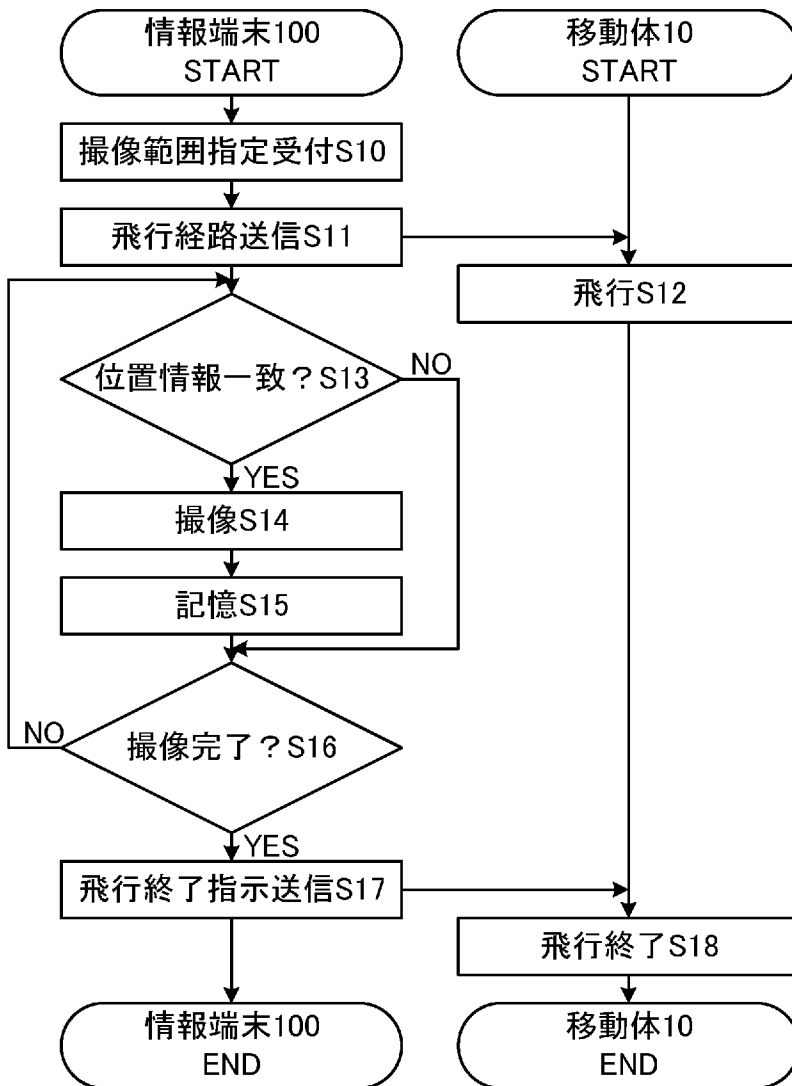 情報端末100
START
移動体10
START
撮像範囲指定受付S10
飛行経路送信S11
飛行S12
位置情報一致？S13
NO
YES
撮像S14
記憶S15
NO
撮像完了？S16
YES
飛行終了指示送信S17
飛行終了S18
情報端末100
END
移動体10
END